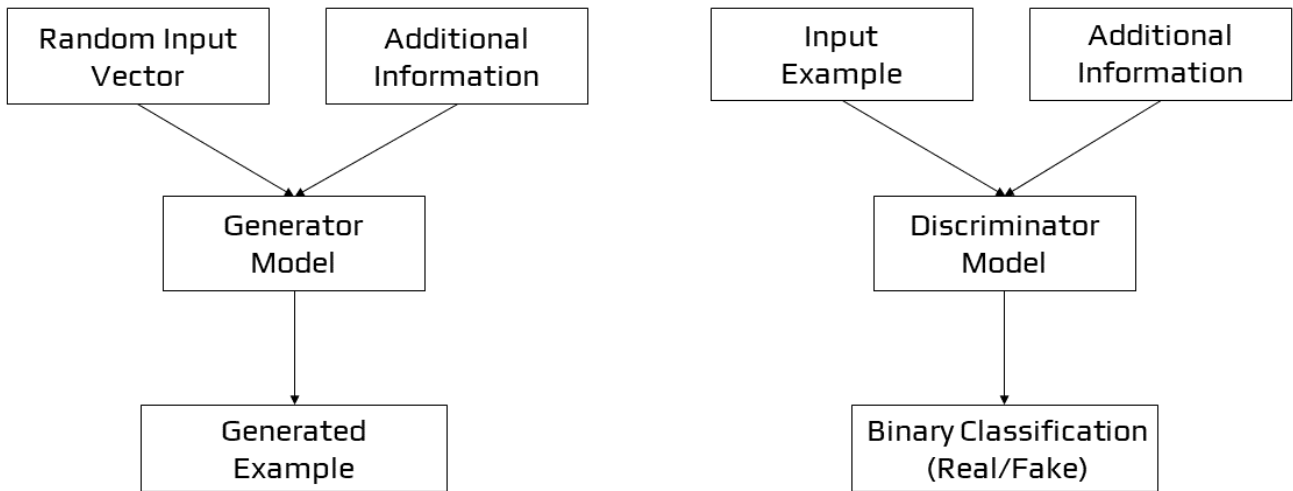 Random Input
Vector
Additional
Information
Generator
Model
Generated
Example
Input
Example
Additional
Information
Discriminator
Model
Binary Classification
(Real/Fake)